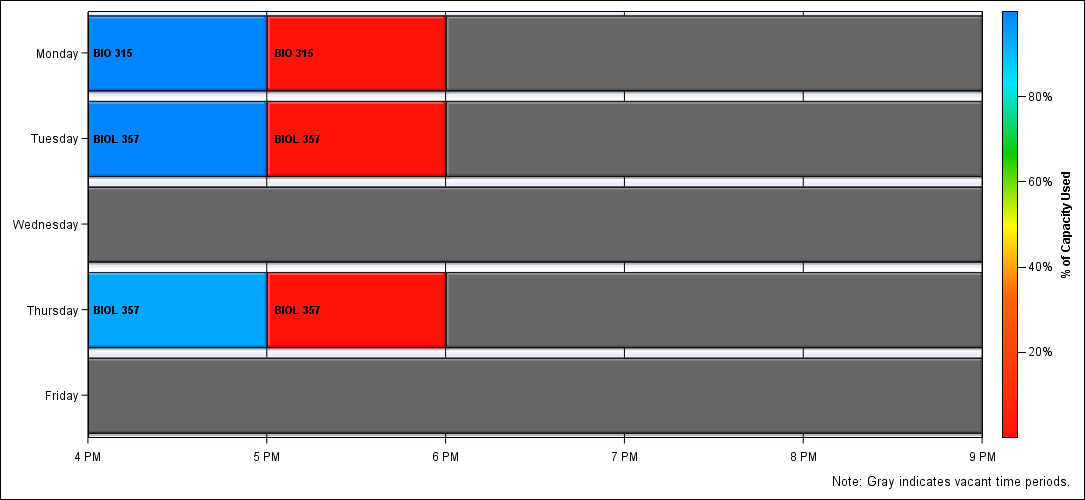 Monday
BIO 315
BIO 315
Tuesday
BIOL 357
BIOL 357
Wednesday
Thursday
BIOL 357
BIOL 357
Friday
4 PM
5 PM
6 PM
7 PM
8 PM
9 PM
80%
60%
40%
20%
% of Capacity Used
Note: Gray indicates vacant time periods.